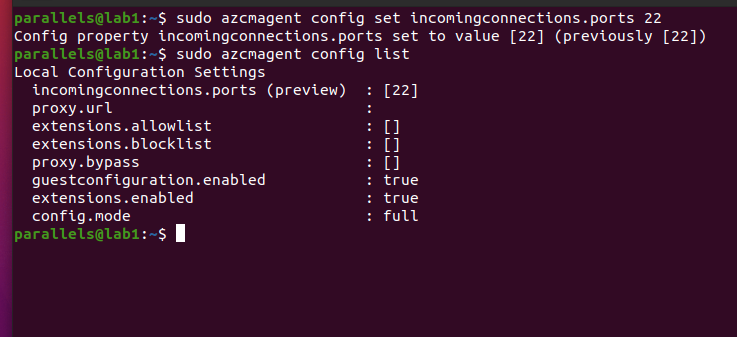 parallels@lab1:~$ sudo azcmagent config set incomingconnections.ports 22
Config property incomingconnections.ports set to value [22] (previously [22])
parallels@lab1:~$ sudo azcmagent config list
Local Configuration Settings
  incomingconnections.ports (preview)  : [22]
  proxy.url                            :
  extensions.allowlist                 : []
  extensions.blocklist                 : []
  proxy.bypass                         : []
  guestconfiguration.enabled           : true
  extensions.enabled                   : true
  config.mode                          : full
parallels@lab1:~$